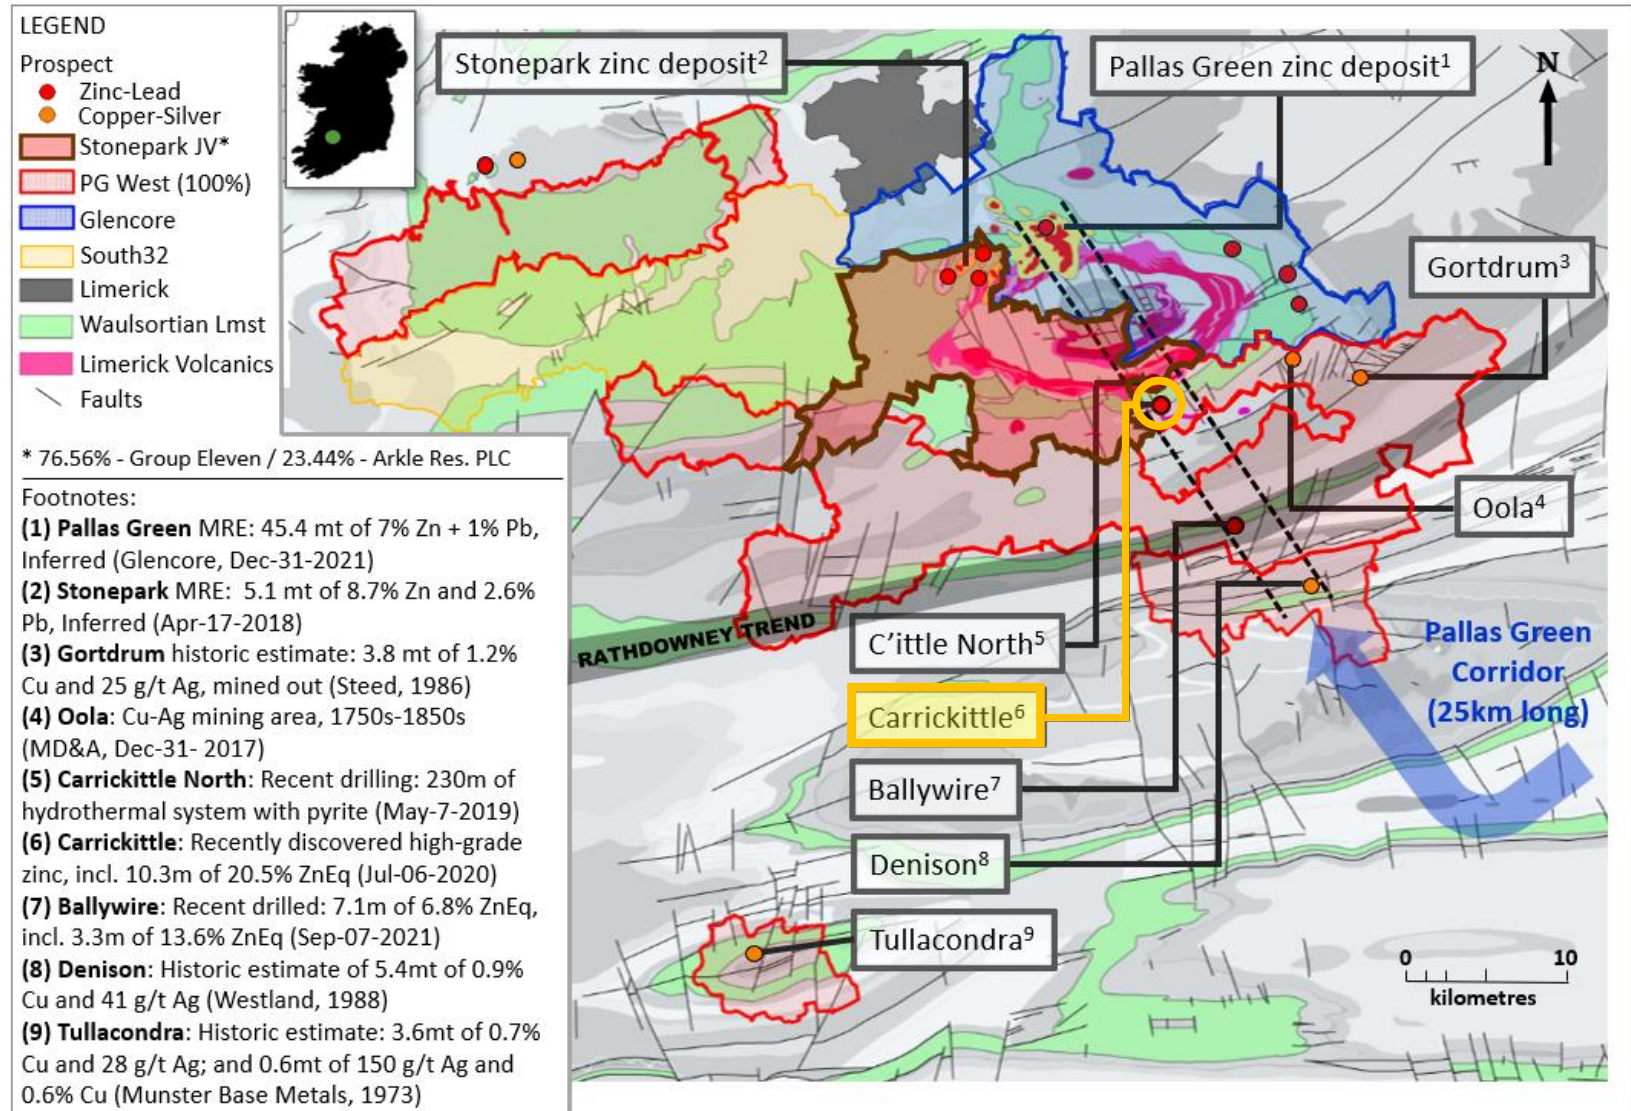 LEGEND
Prospect
Zinc-Lead
Copper-Silver
Stonepark JV*
PG West (100%)
Glencore
South32
Limerick
Waulsortian Lmst
Limerick Volcanics
Faults
* 76.56% - Group Eleven / 23.44% - Arkle Res. PLC
Footnotes:
(1) Pallas Green MRE: 45.4 mt of 7% Zn + 1% Pb,
Inferred (Glencore, Dec-31-2021)
(2) Stonepark MRE:  5.1 mt of 8.7% Zn and 2.6%
Pb, Inferred (Apr-17-2018)
(3) Gortdrum historic estimate: 3.8 mt of 1.2%
Cu and 25 g/t Ag, mined out (Steed, 1986)
(4) Oola: Cu-Ag mining area, 1750s-1850s
(MD&A, Dec-31- 2017)
(5) Carrickittle North: Recent drilling: 230m of
hydrothermal system with pyrite (May-7-2019)
(6) Carrickittle: Recently discovered high-grade
zinc, incl. 10.3m of 20.5% ZnEq (Jul-06-2020)
(7) Ballywire: Recent drilled: 7.1m of 6.8% ZnEq,
incl. 3.3m of 13.6% ZnEq (Sep-07-2021)
(8) Denison: Historic estimate of 5.4mt of 0.9%
Cu and 41 g/t Ag (Westland, 1988)
(9) Tullacondra: Historic estimate: 3.6mt of 0.7%
Cu and 28 g/t Ag; and 0.6mt of 150 g/t Ag and
0.6% Cu (Munster Base Metals, 1973)
Stonepark zinc deposit²
Pallas Green zinc deposit¹
N
Gortdrum³
Oola⁴
RATHDOWNEY TREND
C'ittle North⁵
Carrickittle⁶
Ballywire⁷
Denison⁸
Tullacondra⁹
Pallas Green
Corridor
(25km long)
0 10
kilometres